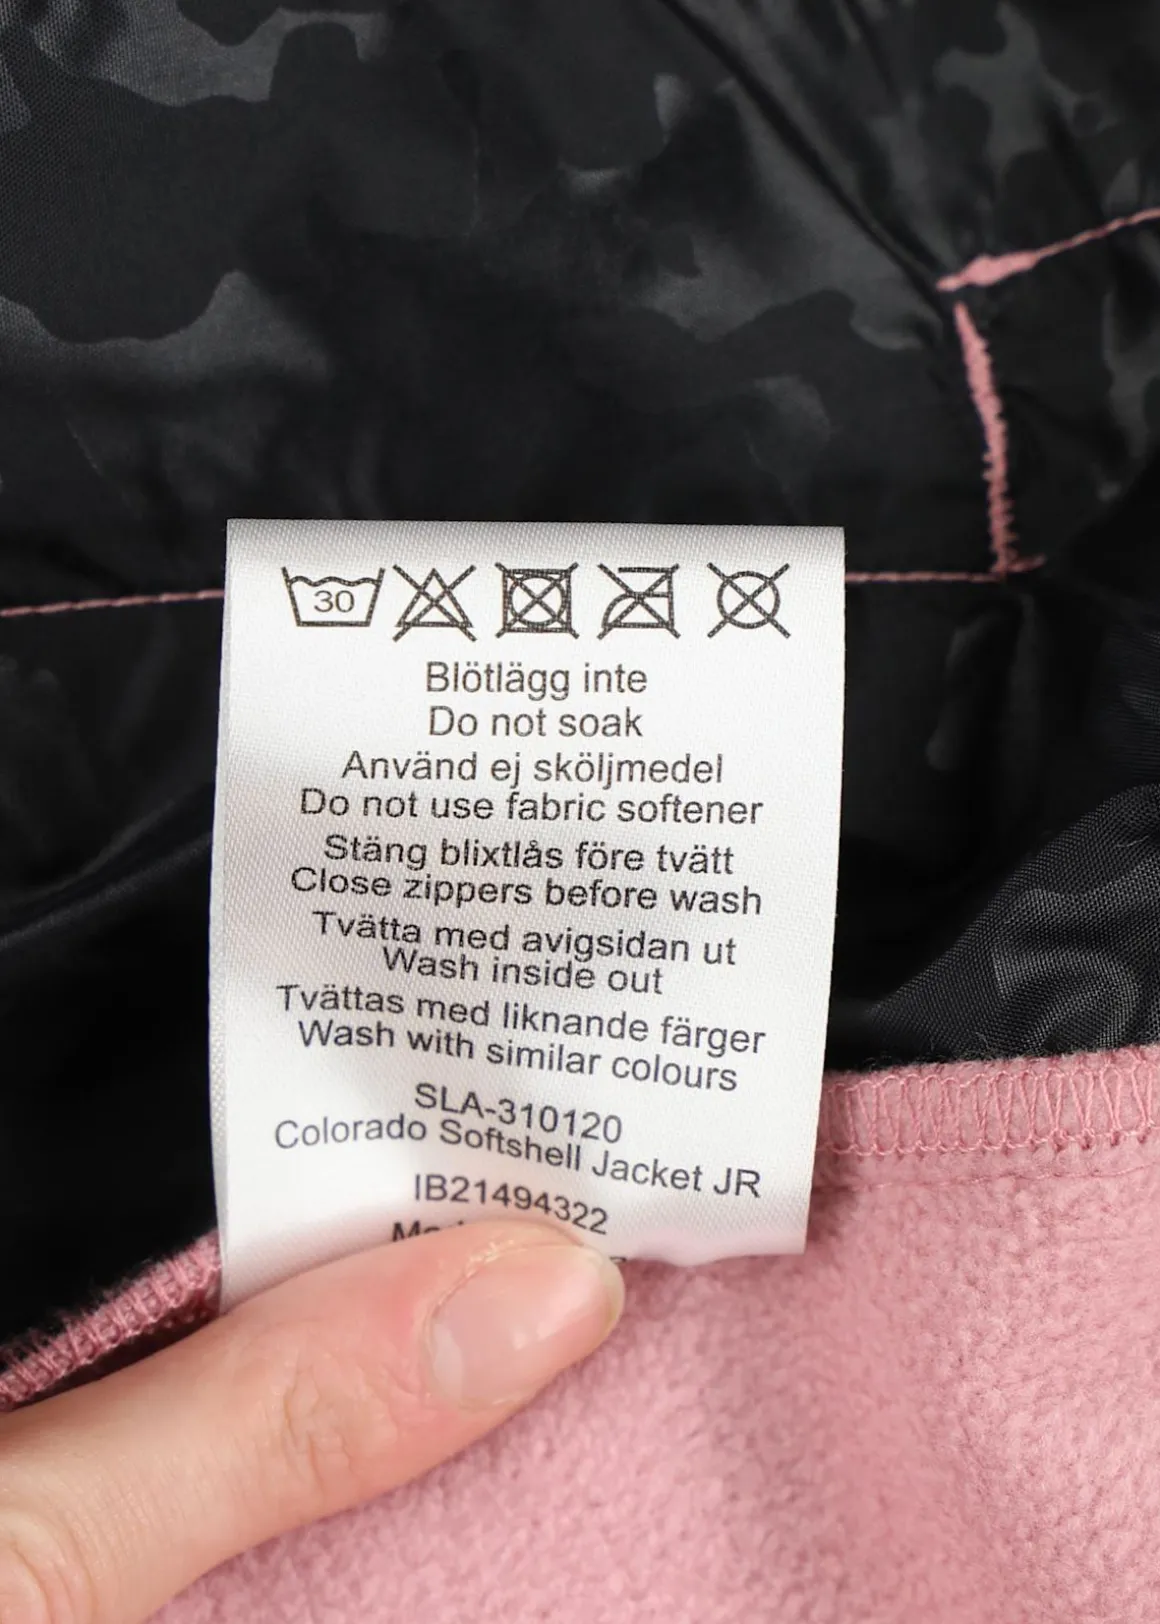 30
Blötlägg inte
Do not soak
Använd ej sköljmedel
Do not use fabric softener
Stäng blixtlås före tvätt
Close zippers before wash
Tvätta med avigsidan ut
Wash inside out
Tvättas med liknande färger
Wash with similar colours
SLA-310120
Colorado Softshell Jacket JR
IB21494322